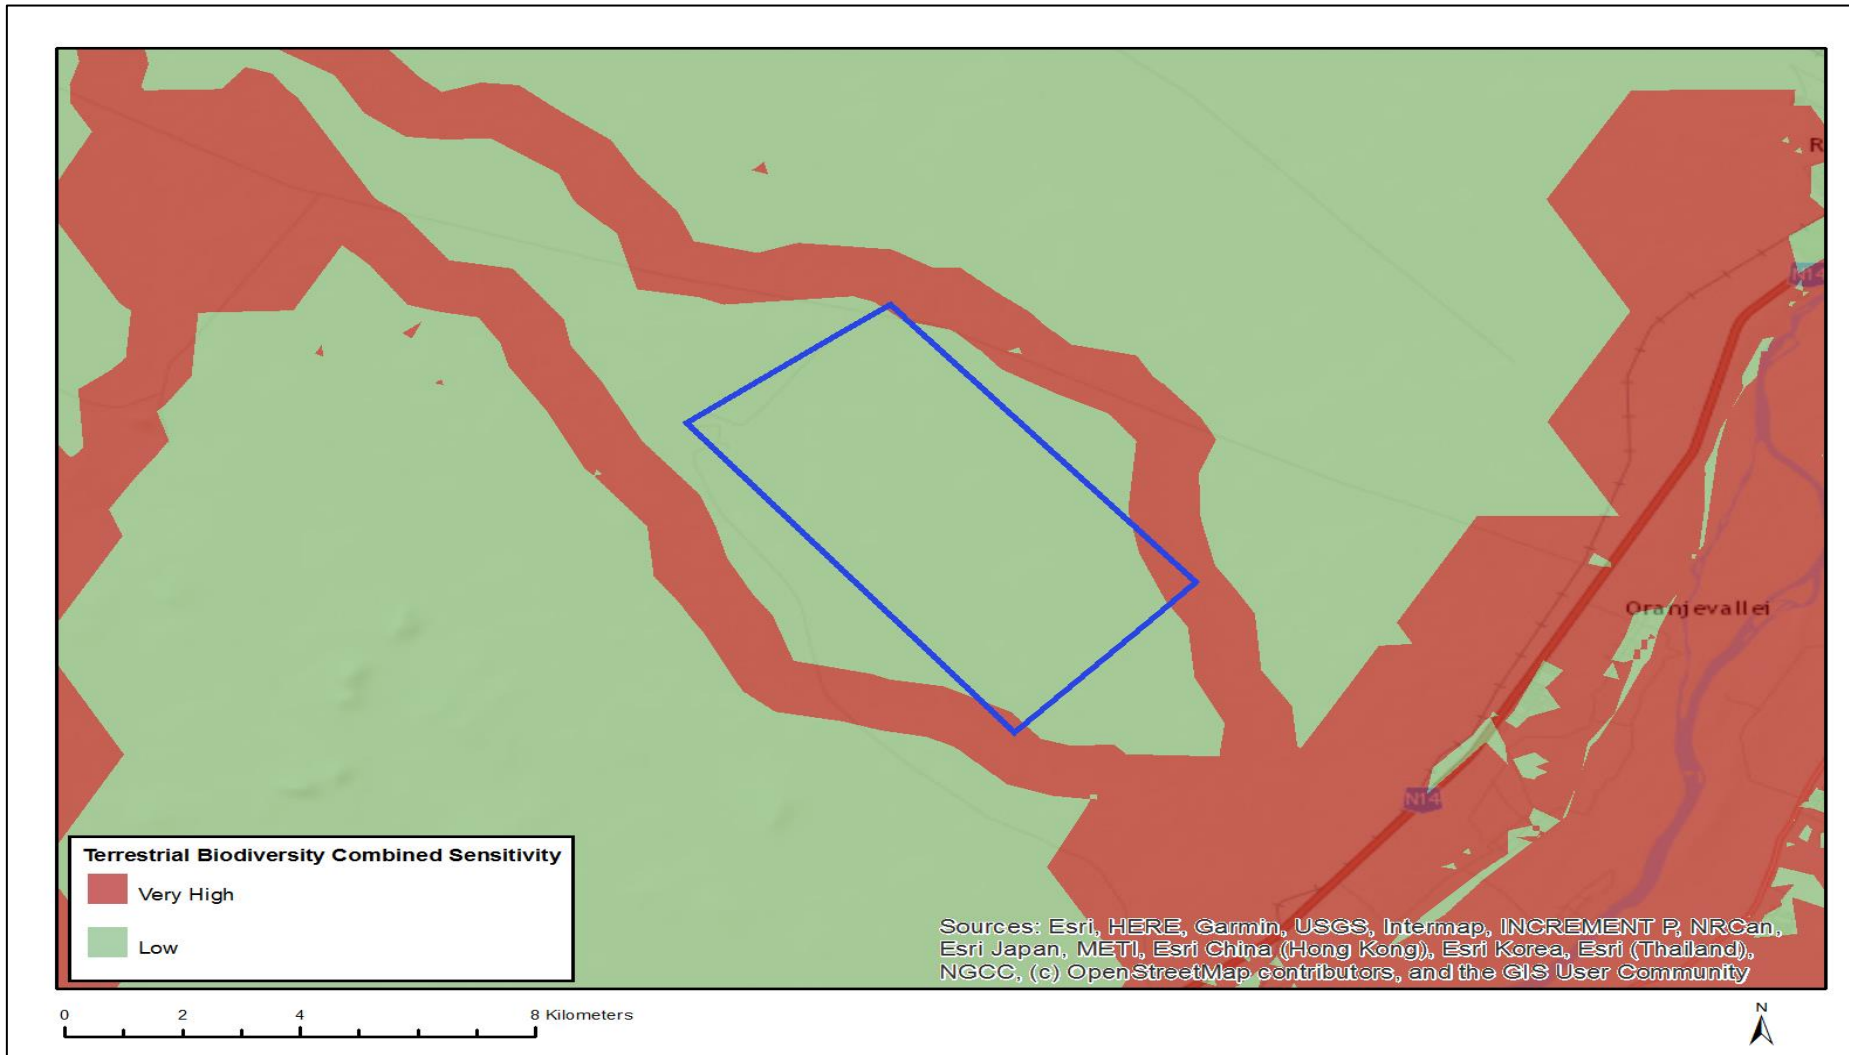 R
N14
Oranjevallei
N14
Terrestrial Biodiversity Combined Sensitivity
Very High
Low
Sources: Esri, HERE, Garmin, USGS, Intermap, INCREMENT P, NRCan,
Esri Japan, METI, Esri China (Hong Kong), Esri Korea, Esri (Thailand),
NGCC, (c) OpenStreetMap contributors, and the GIS User Community
0 2 4 8 Kilometers
N